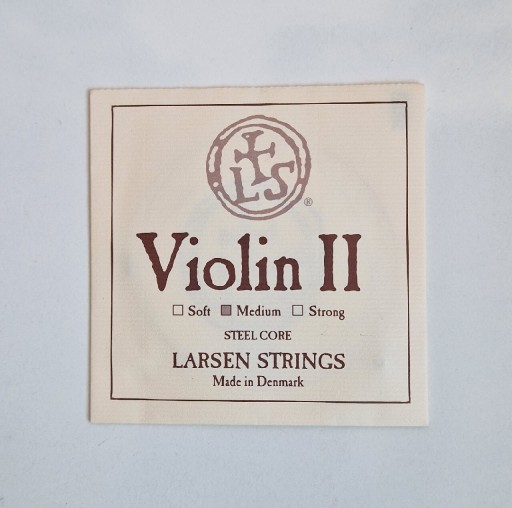 LS
®
Violin II
☐ Soft ■ Medium ☐ Strong
STEEL CORE
LARSEN STRINGS
Made in Denmark